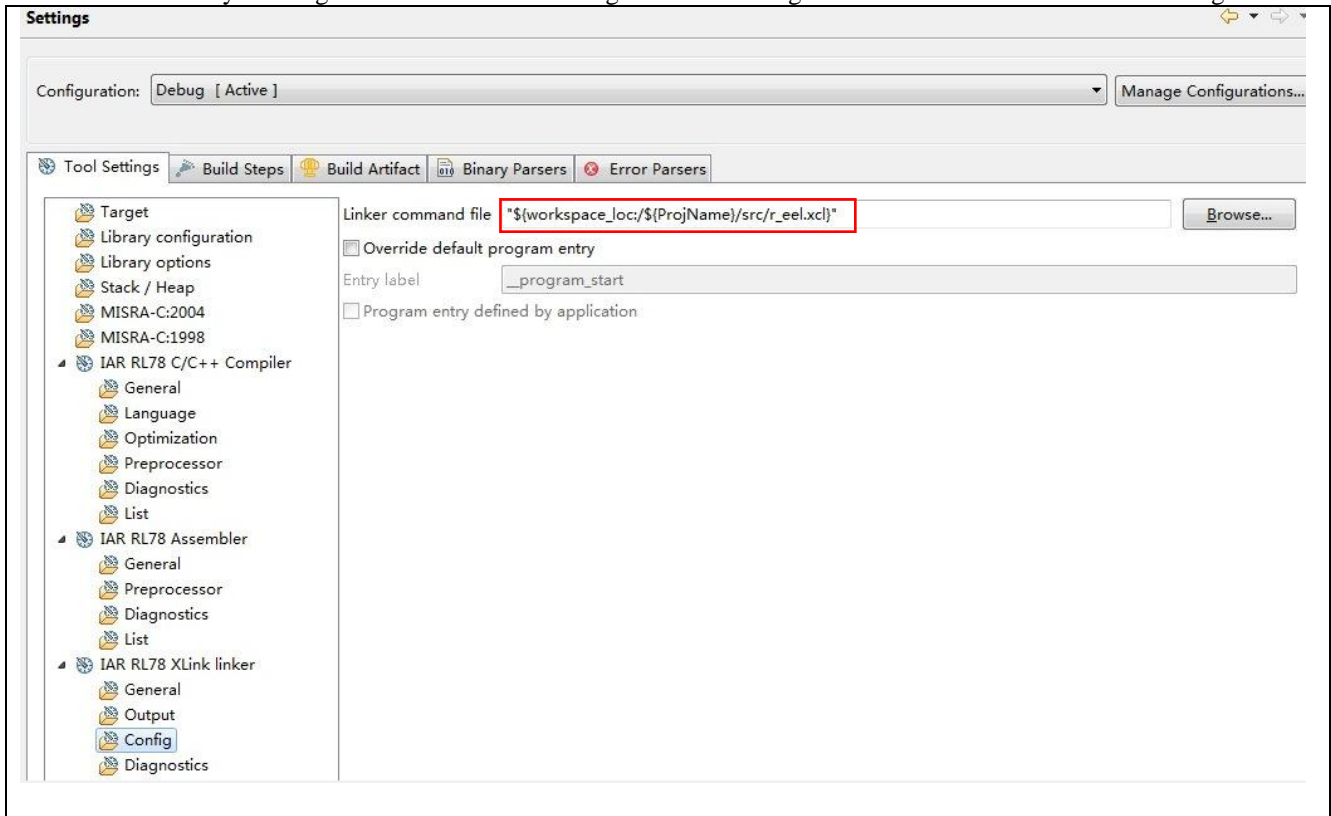 Settings
Configuration: Debug [ Active ] Manage Configurations...
Tool Settings Build Steps Build Artifact Binary Parsers Error Parsers
Target
Library configuration
Library options
Stack / Heap
MISRA-C:2004
MISRA-C:1998
IAR RL78 C/C++ Compiler
General
Language
Optimization
Preprocessor
Diagnostics
List
IAR RL78 Assembler
General
Preprocessor
Diagnostics
List
IAR RL78 XLink linker
General
Output
Config
Diagnostics
Linker command file "${workspace_loc:/${ProjName}/src/r_eel.xcl}" Browse...
Override default program entry
Entry label __program_start
Program entry defined by application